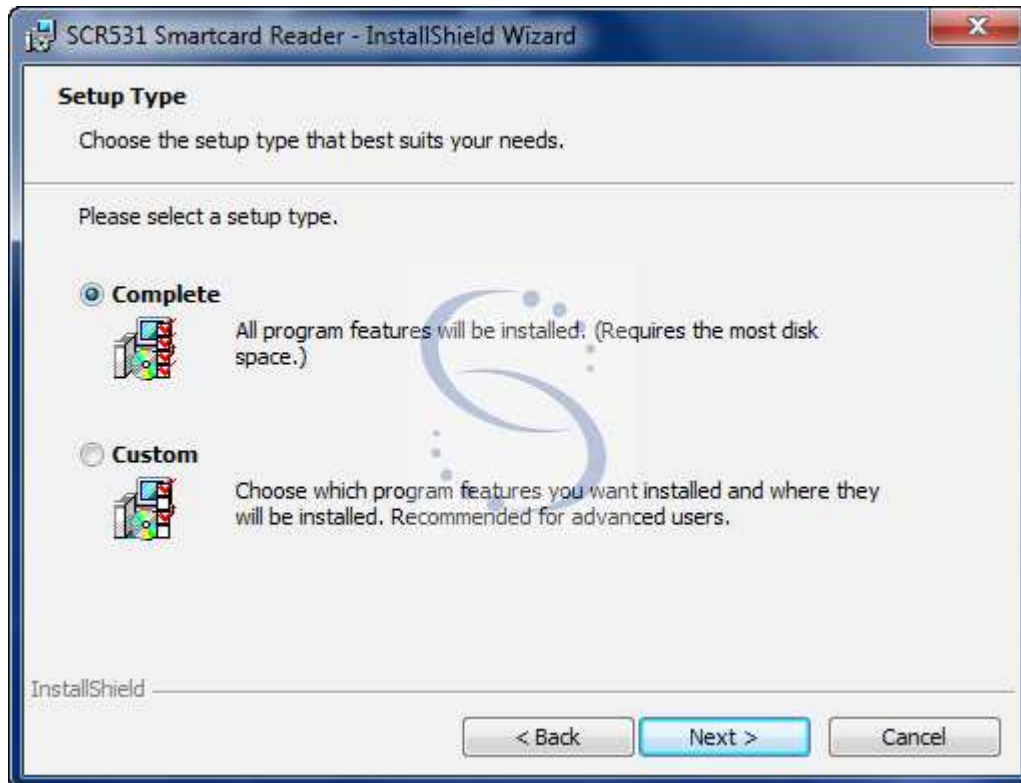 SCR531 Smartcard Reader - InstallShield Wizard
Setup Type
Choose the setup type that best suits your needs.
Please select a setup type.
Complete
All program features will be installed. (Requires the most disk
space.)
Custom
Choose which program features you want installed and where they
will be installed. Recommended for advanced users.
InstallShield
< Back Next > Cancel